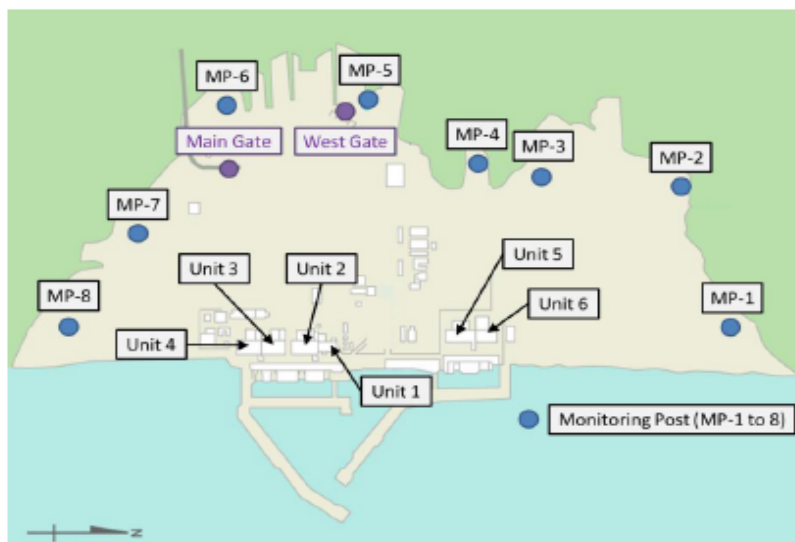 MP-6
MP-5
Main Gate
West Gate
MP-4
MP-3
MP-2
MP-7
Unit 3
Unit 2
Unit 5
MP-8
Unit 6
MP-1
Unit 4
Unit 1
Monitoring Post (MP-1 to 8)
N